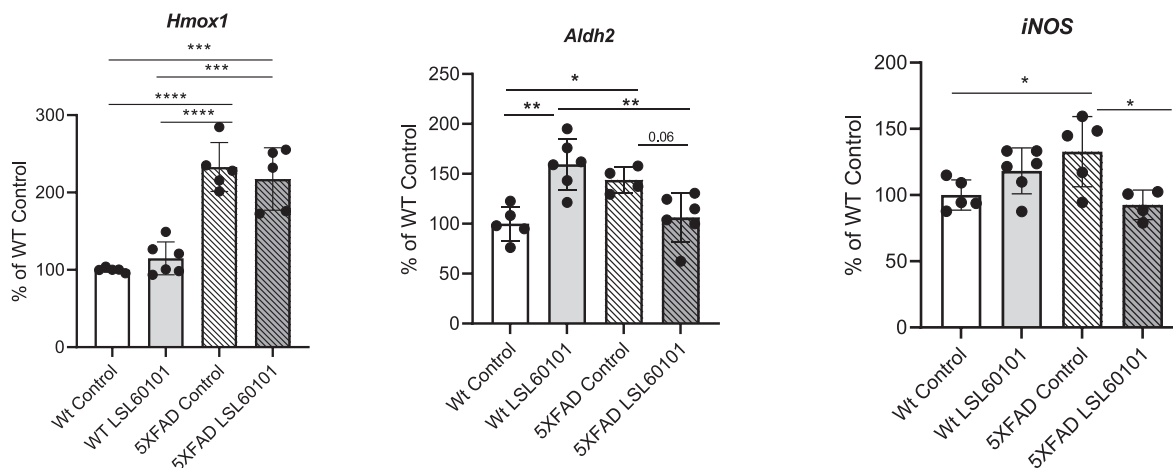 Hmox1
***
***
****
****
% of WT Control
300
200
100
0
Wt Control
WT LSL60101
5XFAD Control
5XFAD LSL60101
Aldh2
*
**
**
0.06
% of WT Control
250
200
150
100
50
0
Wt Control
Wt LSL60101
5XFAD Control
5XFAD LSL60101
iNOS
*
*
% of WT Control
200
150
100
50
0
Wt Control
Wt LSL60101
5XFAD Control
5XFAD LSL60101